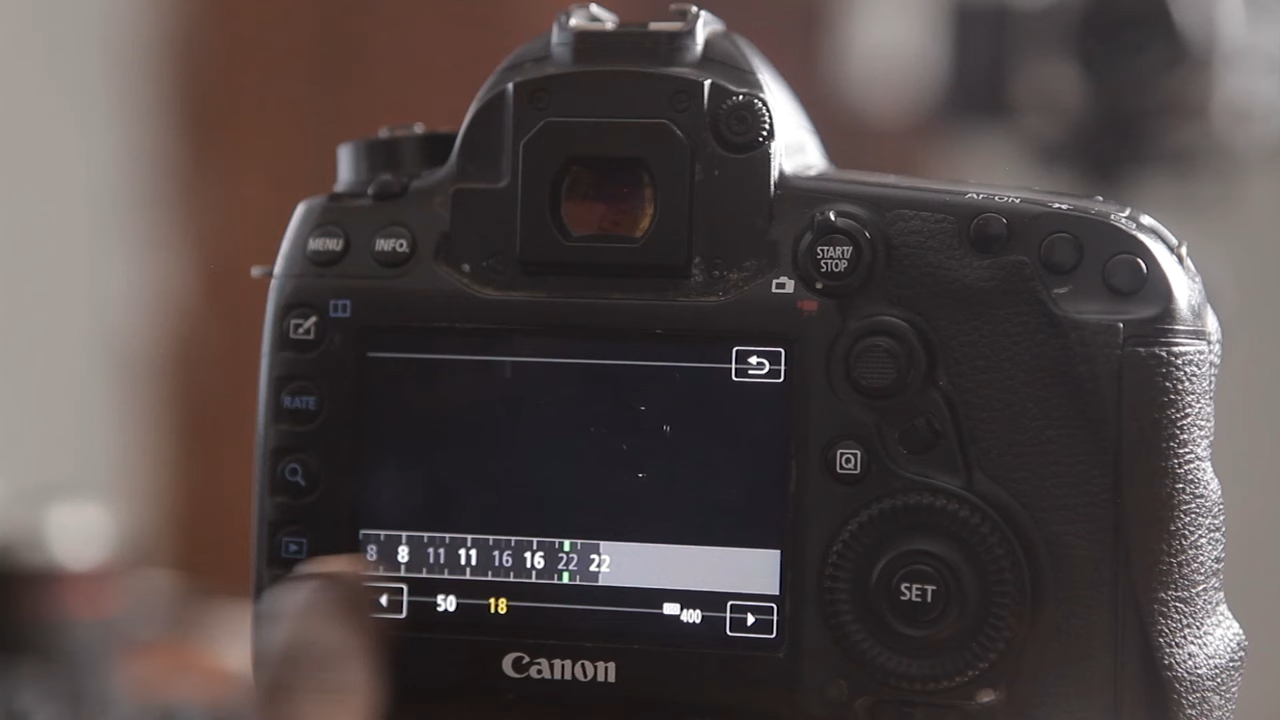 AF-ON
MENU INFO.
START/
STOP
RATE
Q
8 8 11 11 16 16 22 22
50 18 ISO 400
SET
Canon